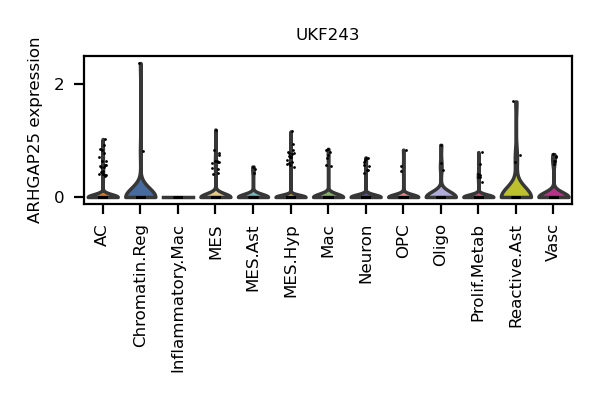 UKF243
ARHGAP25 expression
2
0
AC
Chromatin.Reg
Inflammatory.Mac
MES
MES.Ast
MES.Hyp
Mac
Neuron
OPC
Oligo
Prolif.Metab
Reactive.Ast
Vasc